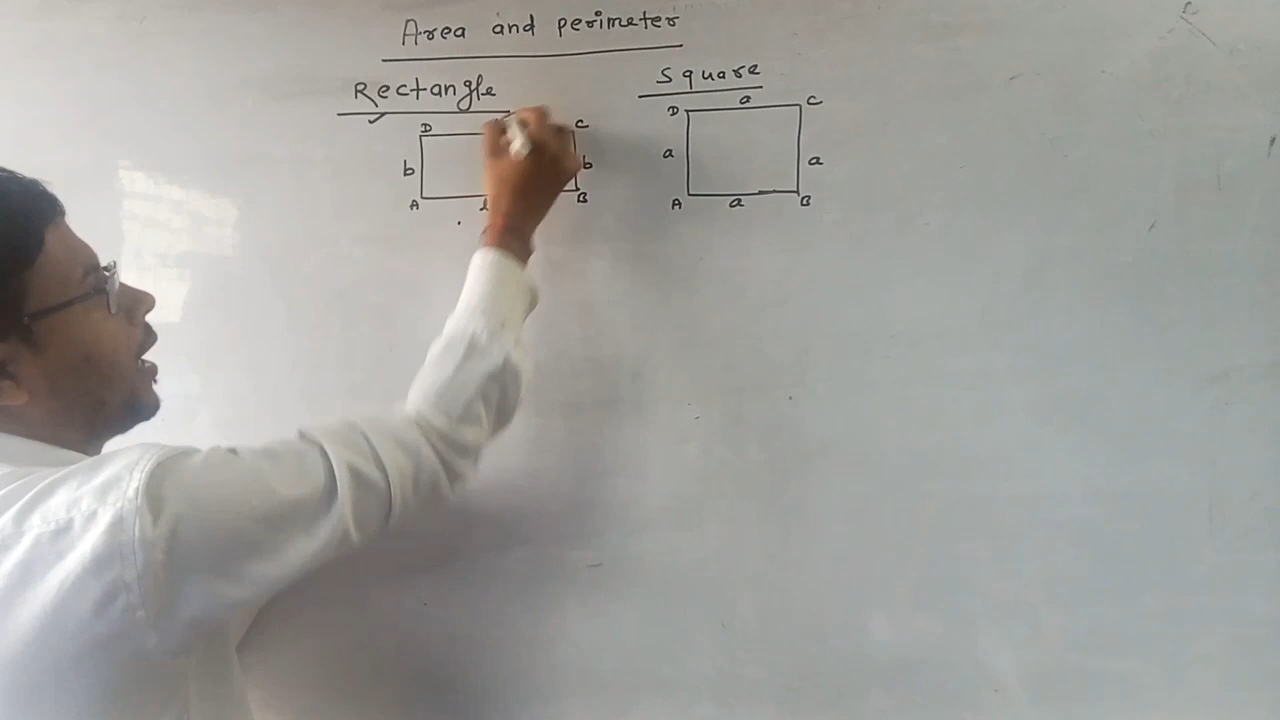 Area and perimeter
Rectangle
Square
D C
b b
A l B
a
D C
a a
A a B